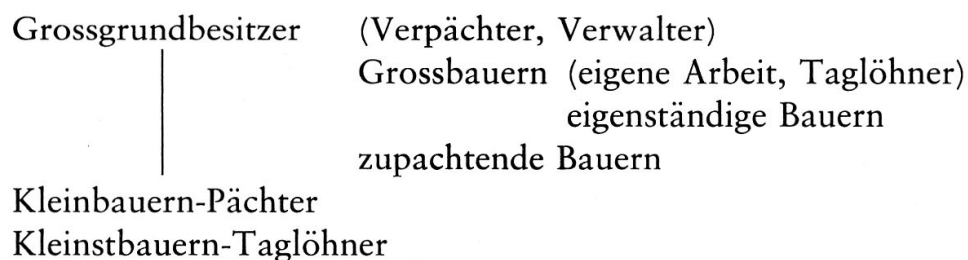 Grossgrundbesitzer (Verpächter, Verwalter)
Grossbauern (eigene Arbeit, Taglöhner)
eigenständige Bauern
zupachtende Bauern
Kleinbauern-Pächter
Kleinstbauern-Taglöhner